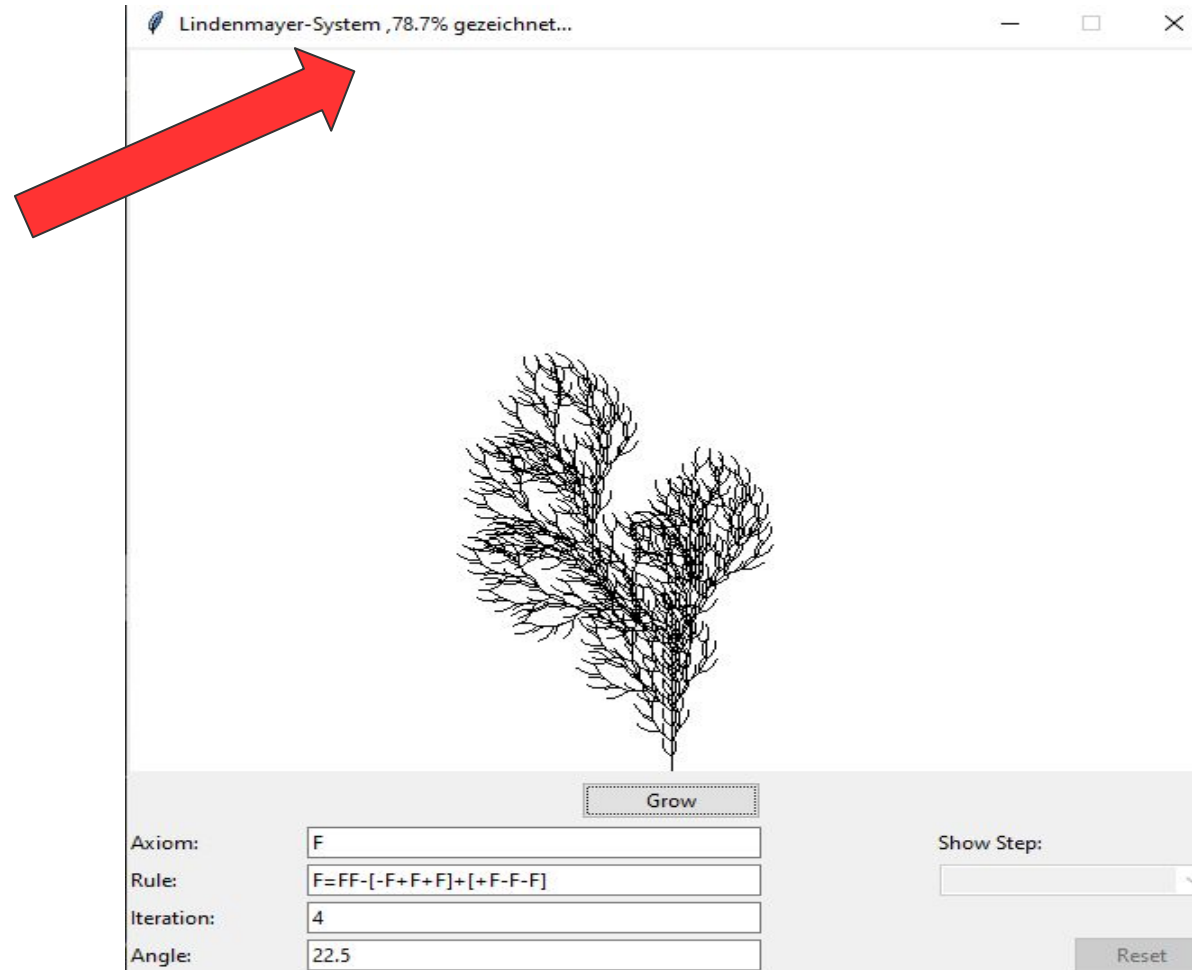 Lindenmayer-System ,78.7% gezeichnet...
Grow
Axiom: F Show Step:
Rule: F=FF-[-F+F+F]+[+F-F-F]
Iteration: 4
Angle: 22.5 Reset